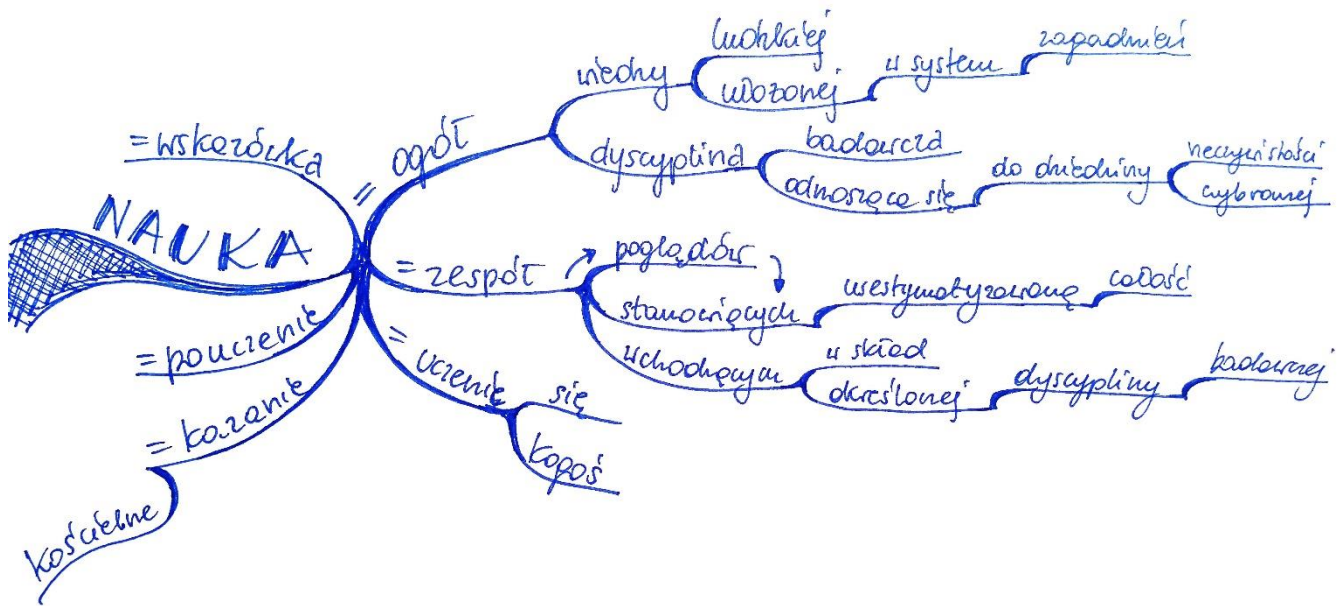 NAUKA
= wskazówka
= pouczenie
= kazanie
kościelne
= ogół
wiedzy
ludzkiej
ułożonej
w system
zagadnień
dyscyplina
badawcza
odnosząca się
do dziedziny
rzeczywistości
wybranej
= zespół
poglądów
stanowiących
usestymatyzowaną
całość
wchodzących
w skład
określonej
dyscypliny
badawczej
= uczenie
się
kogoś